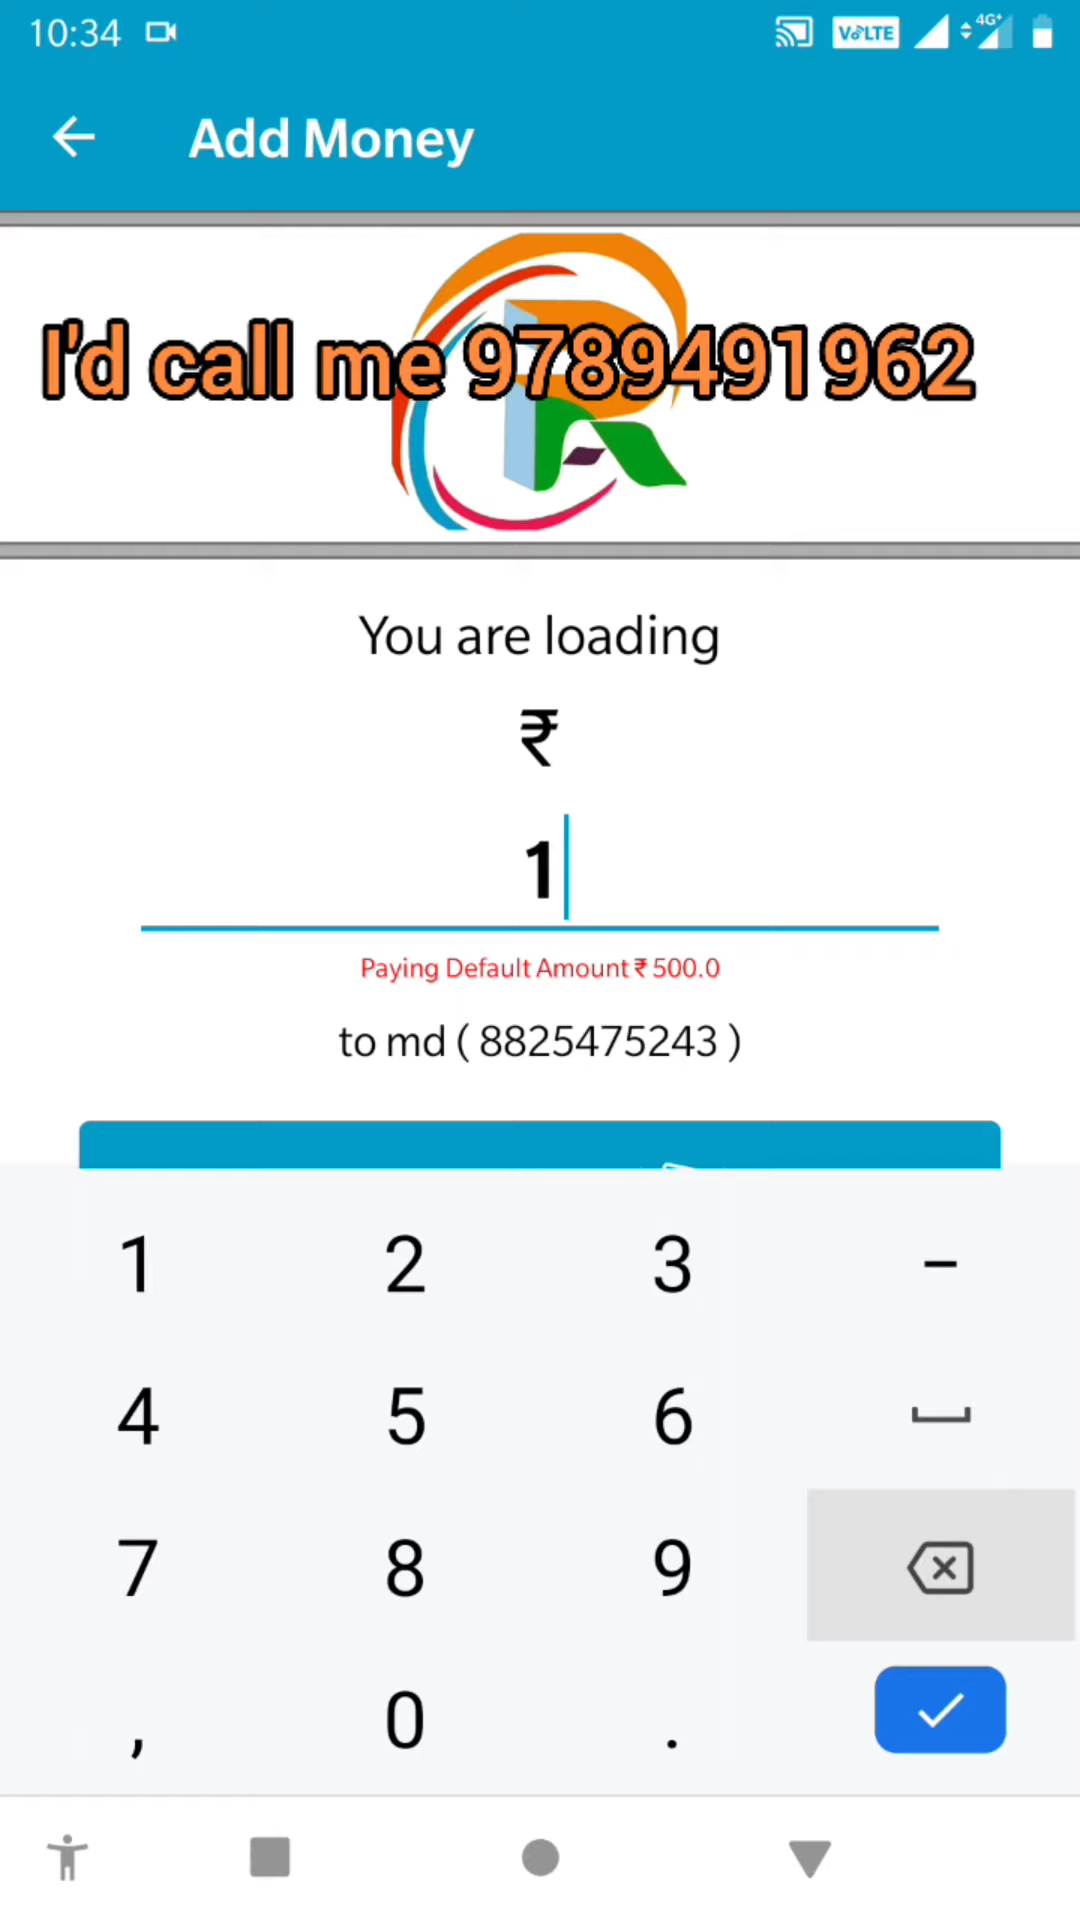 10:34
VoLTE 4G+
Add Money
I'd call me 9789491962
You are loading
₹
1
Paying Default Amount ₹ 500.0
to md ( 8825475243 )
1 2 3 –
4 5 6
7 8 9
, 0 .